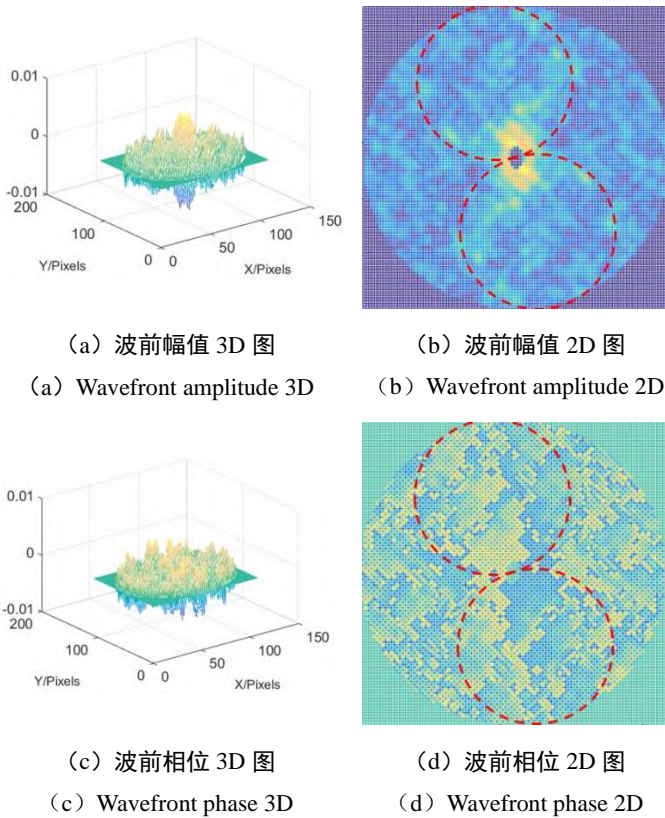 0.01
0
-0.01
200
100
0
0
50
100
150
Y/Pixels
X/Pixels
（a）波前幅值 3D 图
（b）波前幅值 2D 图
（a）Wavefront amplitude 3D
（b）Wavefront amplitude 2D
0.01
0
-0.01
200
100
0
0
50
100
150
Y/Pixels
X/Pixels
（c）波前相位 3D 图
（d）波前相位 2D 图
（c）Wavefront phase 3D
（d）Wavefront phase 2D